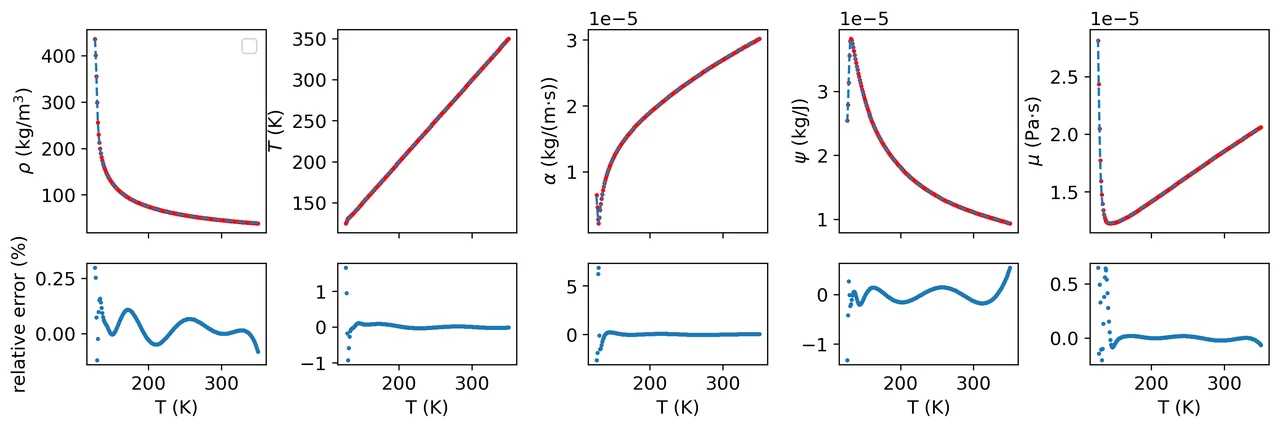 ρ (kg/m³)
400
300
200
100
T (K)
350
300
250
200
150
1e−5
α (kg/(m·s))
3
2
1
1e−5
ψ (kg/J)
3
2
1
1e−5
μ (Pa·s)
2.5
2.0
1.5
relative error (%)
0.25
0.00
200 300
T (K)
1
0
−1
200 300
T (K)
5
0
200 300
T (K)
0
−1
200 300
T (K)
0.5
0.0
200 300
T (K)